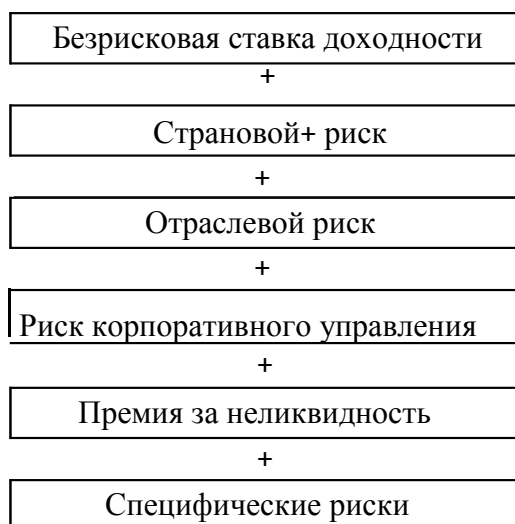 Безрисковая ставка доходности
+
Страновой+ риск
+
Отраслевой риск
+
Риск корпоративного управления
+
Премия за неликвидность
+
Специфические риски